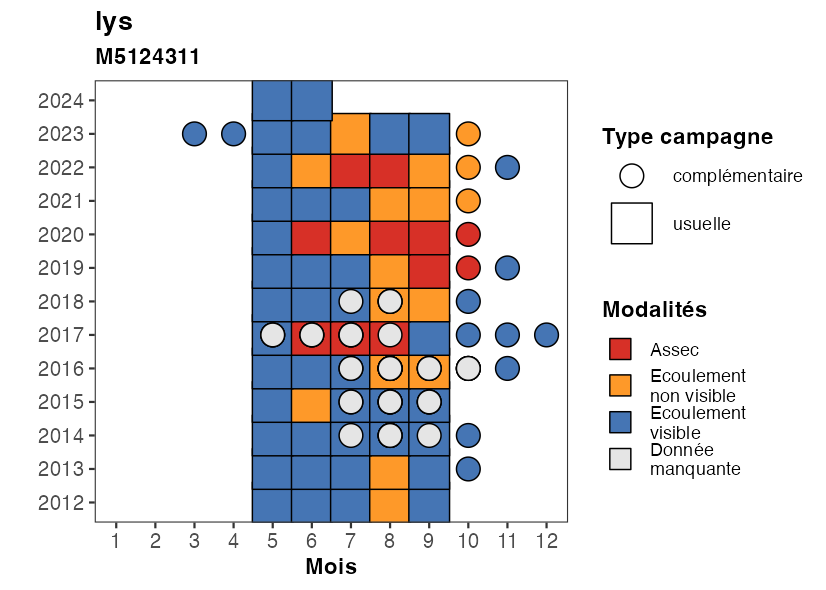 lys
M5124311
2024
2023
2022
2021
2020
2019
2018
2017
2016
2015
2014
2013
2012
1 2 3 4 5 6 7 8 9 10 11 12
Mois
Type campagne
complémentaire
usuelle
Modalités
Assec
Ecoulement
non visible
Ecoulement
visible
Donnée
manquante